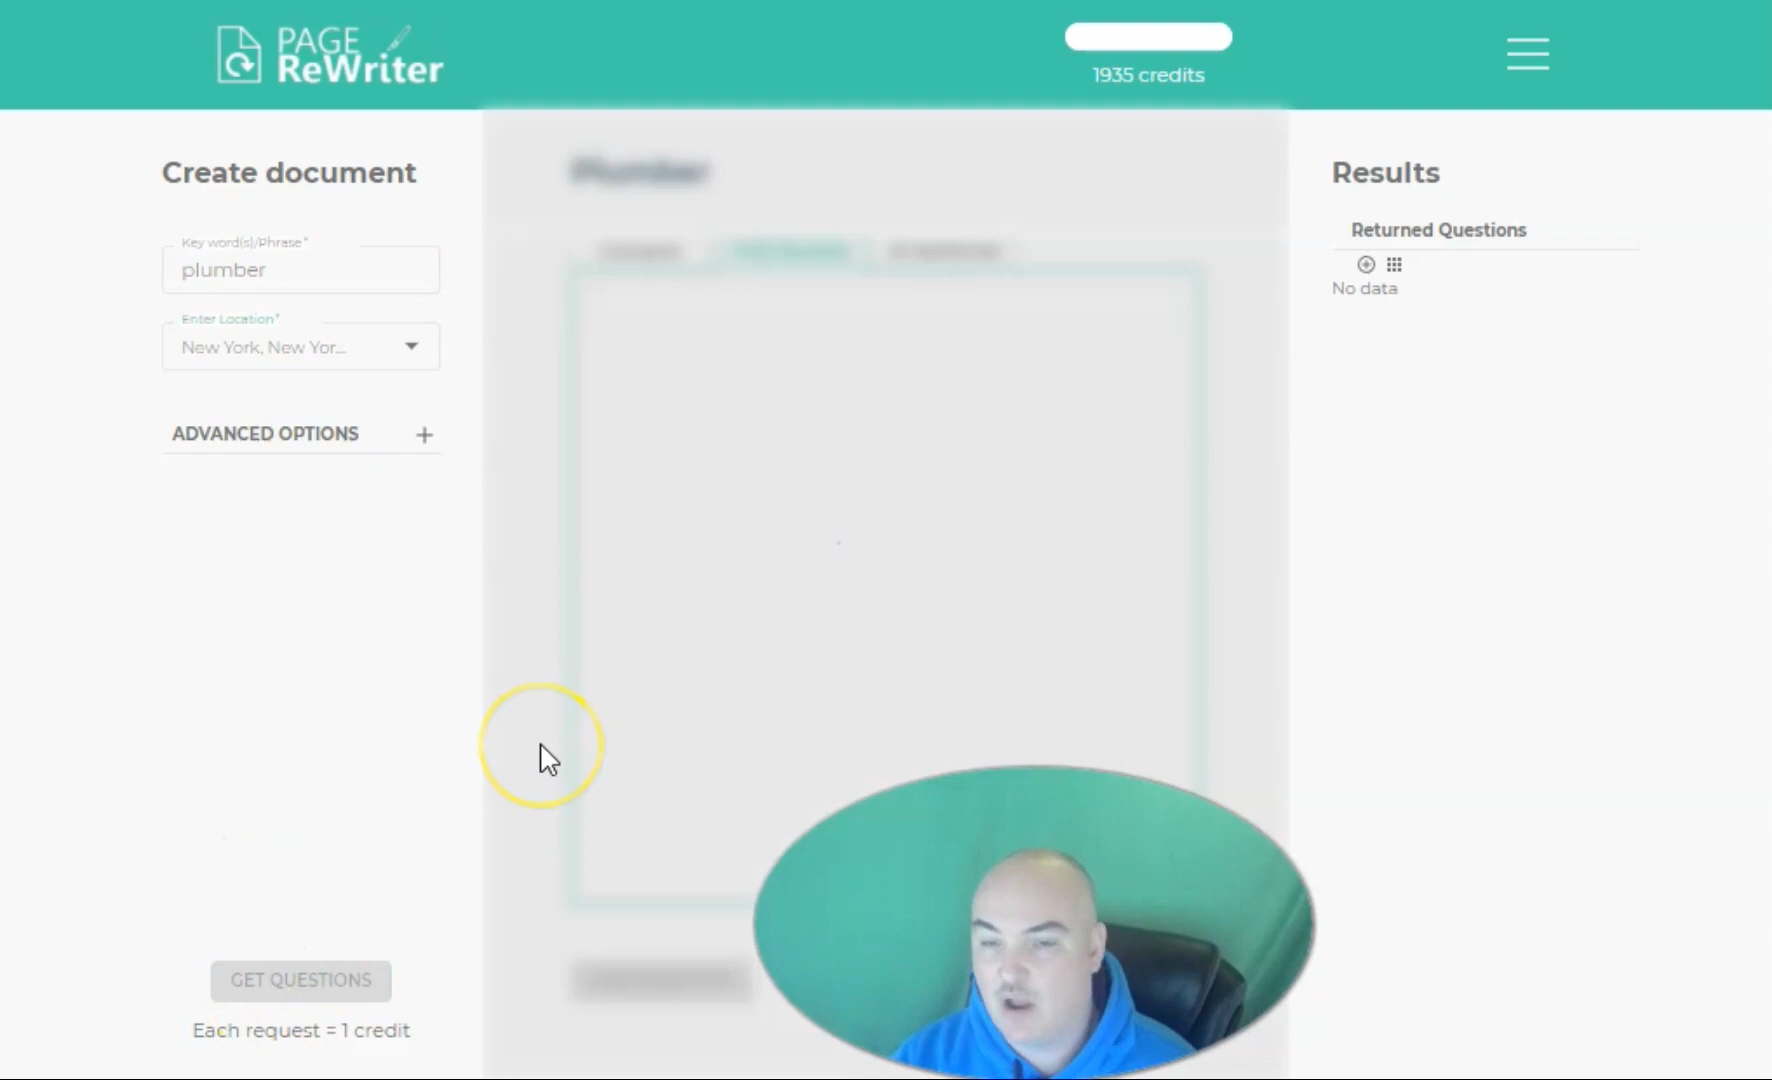 PAGE
ReWriter
1935 credits
Create document
Key word(s)/Phrase*
plumber
Enter Location*
New York, New Yor...
ADVANCED OPTIONS +
GET QUESTIONS
Each request = 1 credit
Plumber
Results
Returned Questions
No data